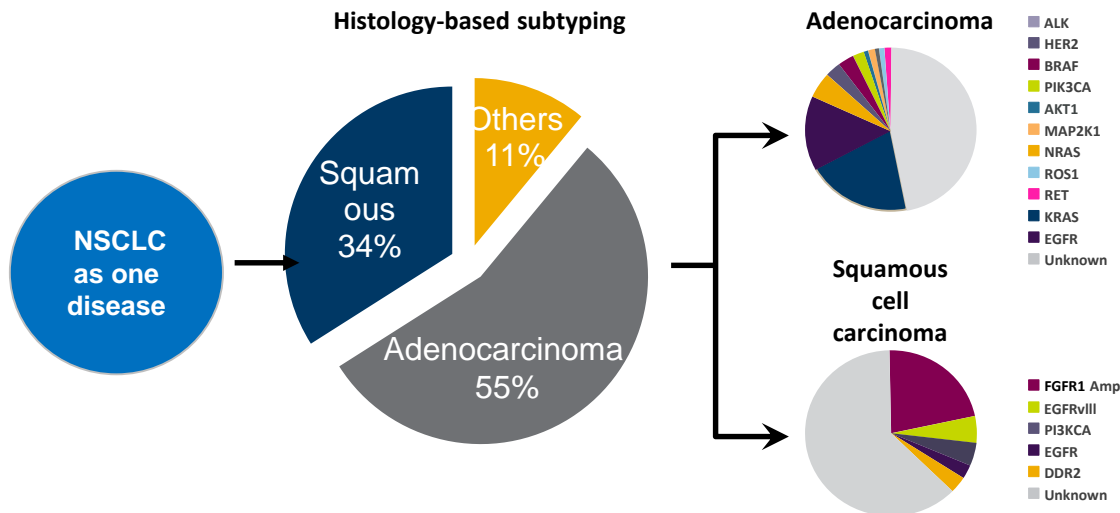 Histology-based subtyping
NSCLC
as one
disease
Squam
ous
34%
Others
11%
Adenocarcinoma
55%
Adenocarcinoma
ALK
HER2
BRAF
PIK3CA
AKT1
MAP2K1
NRAS
ROS1
RET
KRAS
EGFR
Unknown
Squamous
cell
carcinoma
FGFR1 Amp
EGFRvlll
PI3KCA
EGFR
DDR2
Unknown